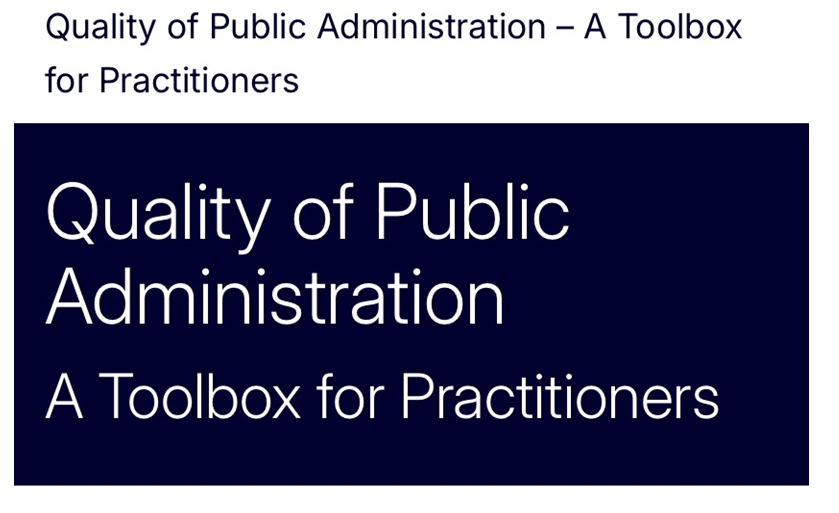 Quality of Public Administration – A Toolbox
for Practitioners
Quality of Public
Administration
A Toolbox for Practitioners